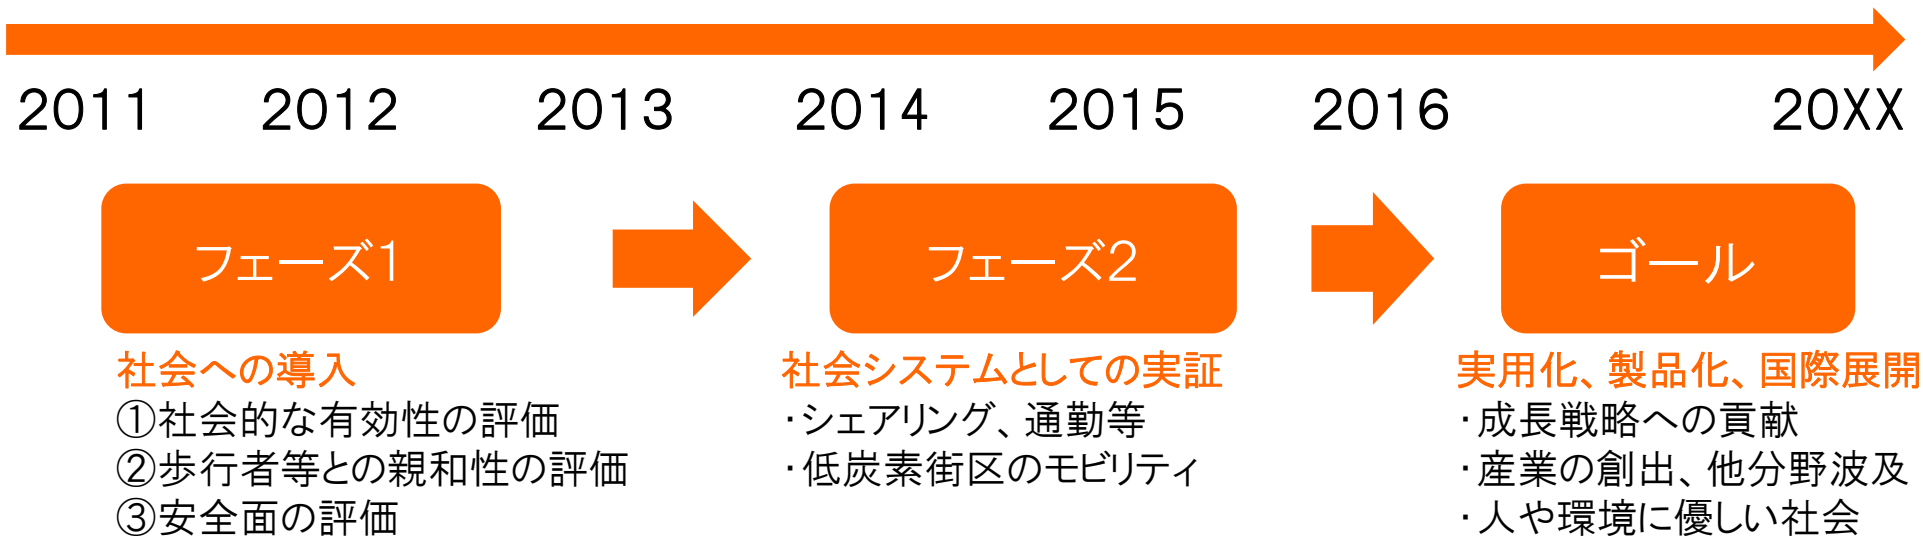 2011 2012 2013 2014 2015 2016 20XX
フェーズ1
フェーズ2
ゴール
社会への導入
①社会的な有効性の評価
②歩行者等との親和性の評価
③安全面の評価
社会システムとしての実証
・シェアリング、通勤等
・低炭素街区のモビリティ
実用化、製品化、国際展開
・成長戦略への貢献
・産業の創出、他分野波及
・人や環境に優しい社会